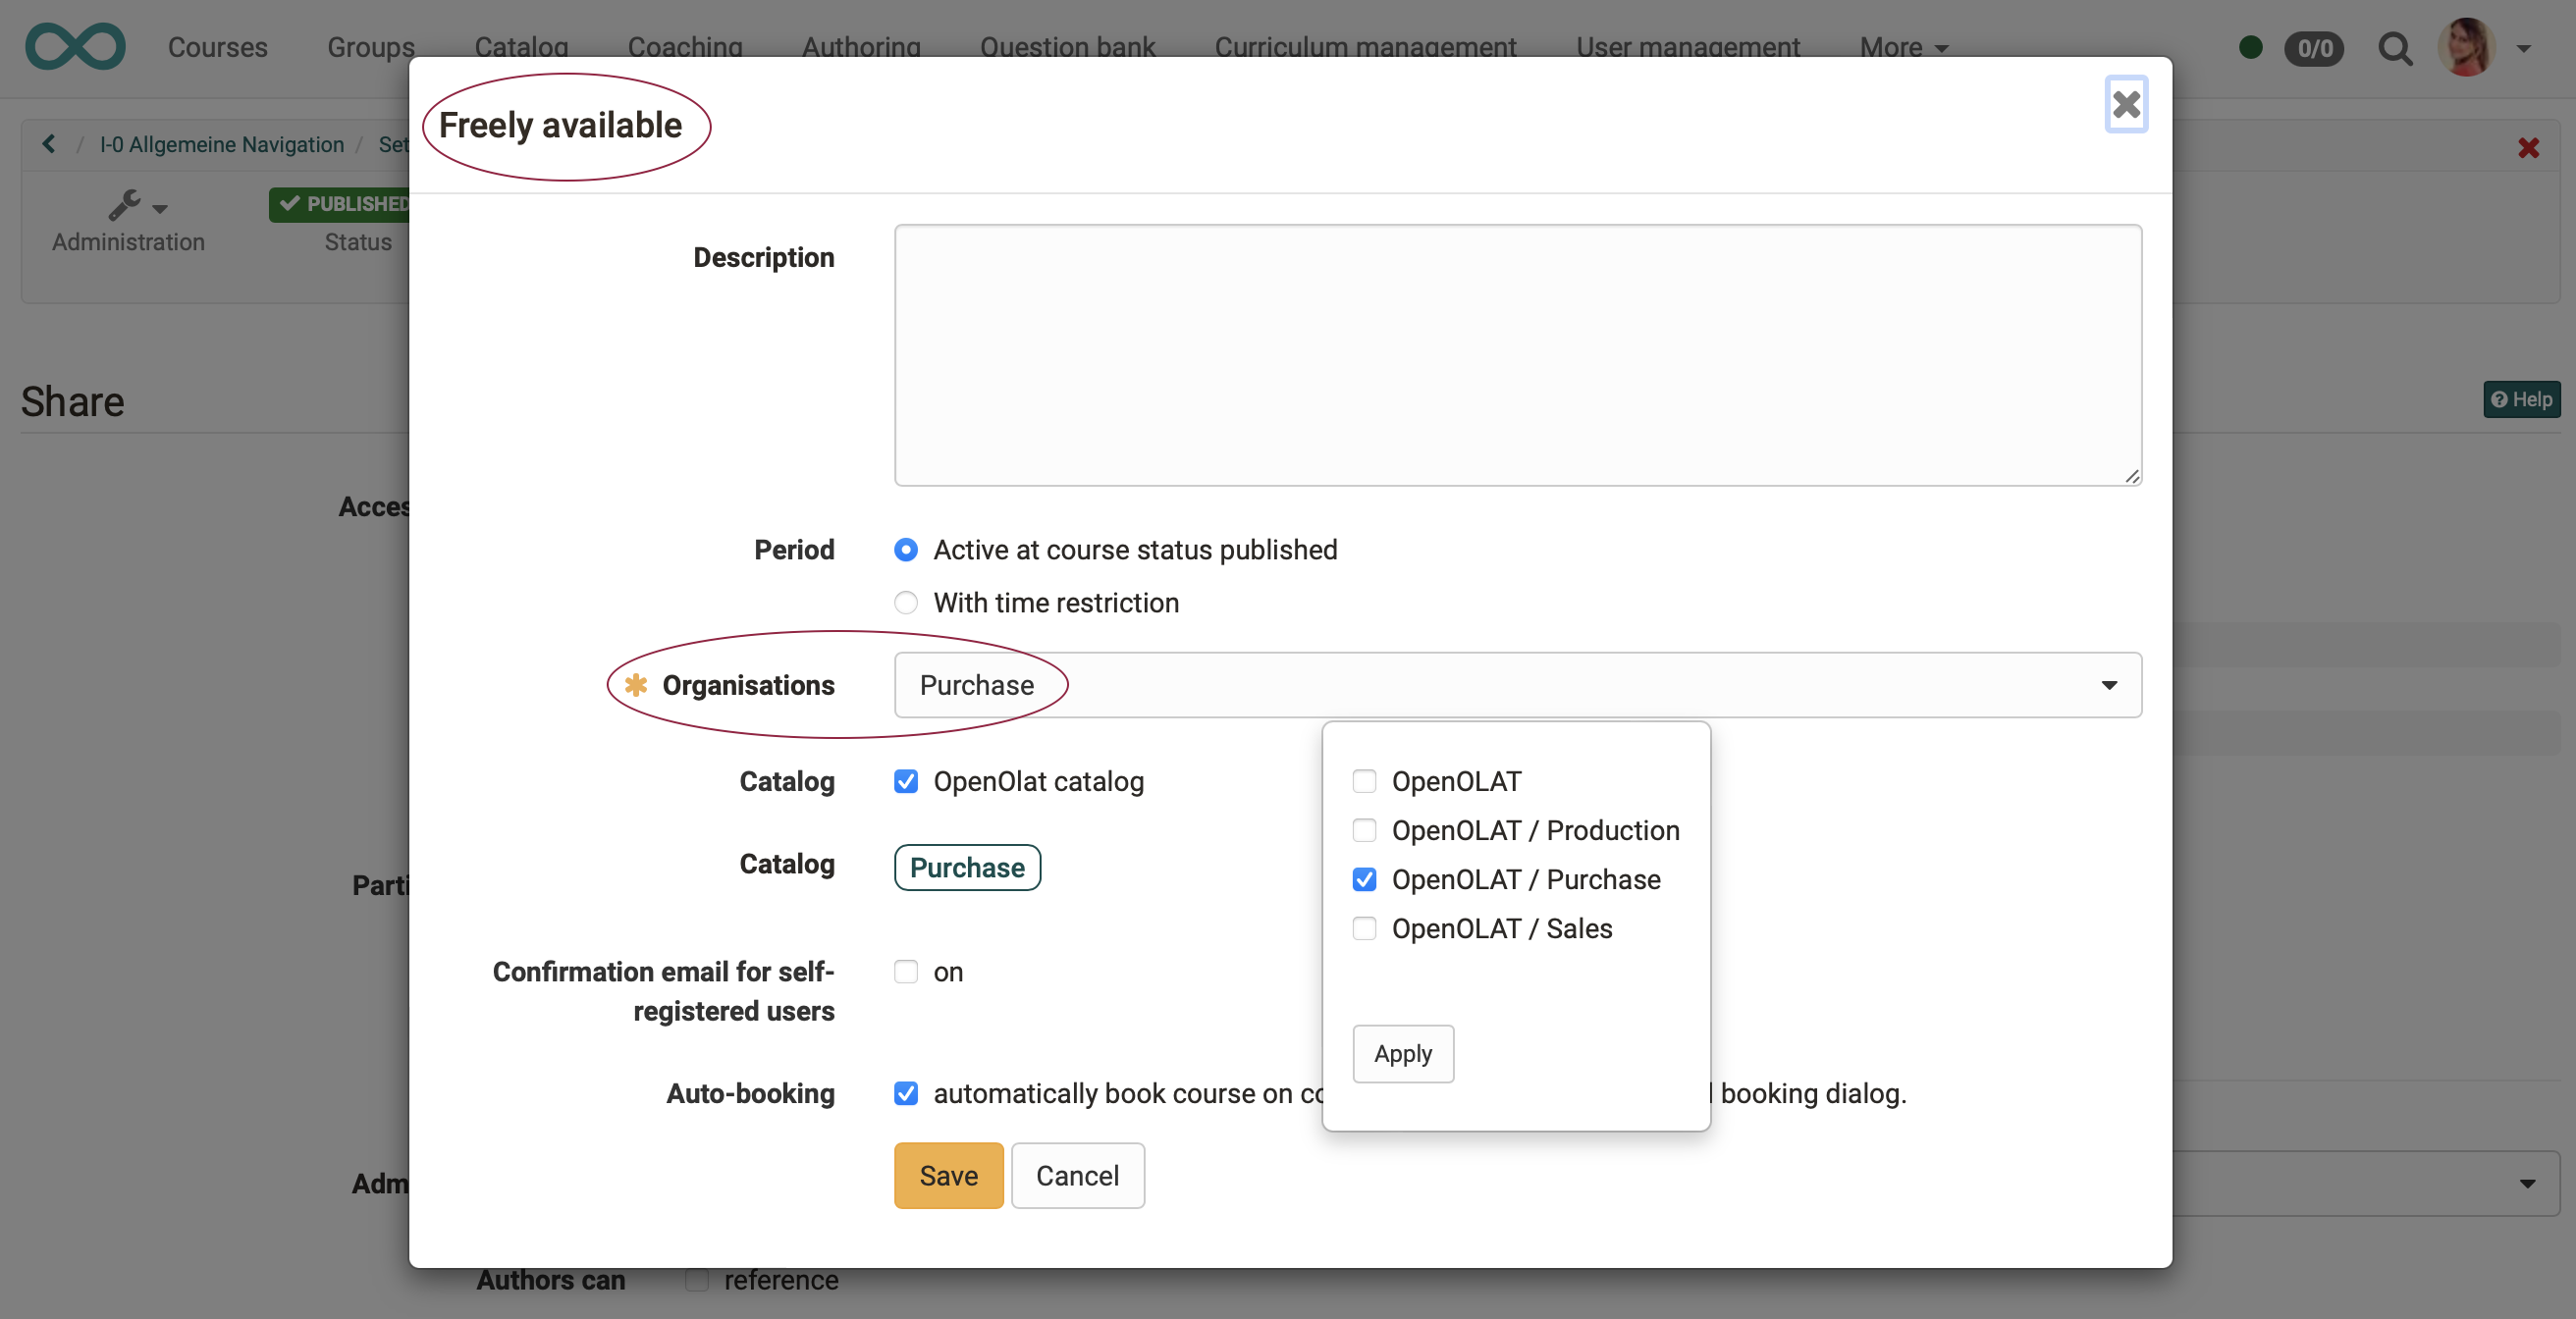 Courses Groups Catalog Coaching Authoring Question bank Curriculum management User management More 0/0
Freely available
/ I-0 Allgemeine Navigation / Set
PUBLISHED
Administration Status
Description
Share
Help
Acces
Period Active at course status published
With time restriction
Organisations Purchase
Catalog OpenOlat catalog
OpenOLAT
OpenOLAT / Production
Catalog Purchase
OpenOLAT / Purchase
Parti
OpenOLAT / Sales
Confirmation email for self-
registered users on
Apply
Auto-booking automatically book course on co booking dialog.
Save Cancel
Adm
Authors can reference